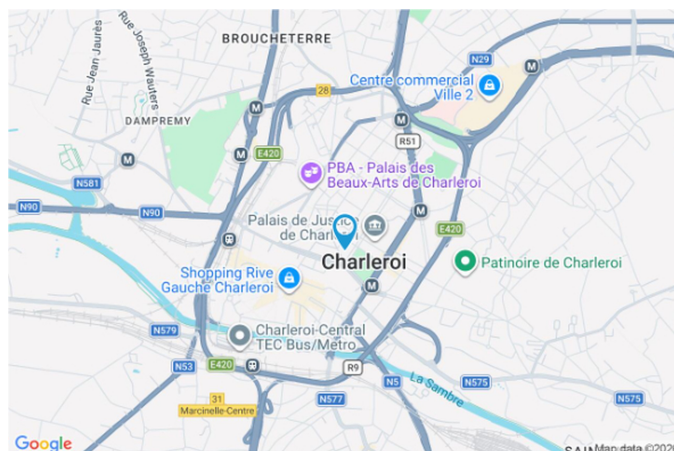 Rue Jean Jaurès
Rue Joseph Wauters
BROUCHETERRE
N29
Centre commercial
Ville 2
28
M
M
DAMPREMY
R51
M
M
E420
PBA - Palais des
Beaux-Arts de Charleroi
N581
N90
N90
Palais de Justice
de Charleroi
M
E420
Charleroi
Patinoire de Charleroi
Shopping Rive
Gauche Charleroi
M
N579
Charleroi-Central
TEC Bus/Metro
N53
E420
R9
La Sambre
N5
N575
N575
31
Marcinelle-Centre
N577
Google
Map data ©2026